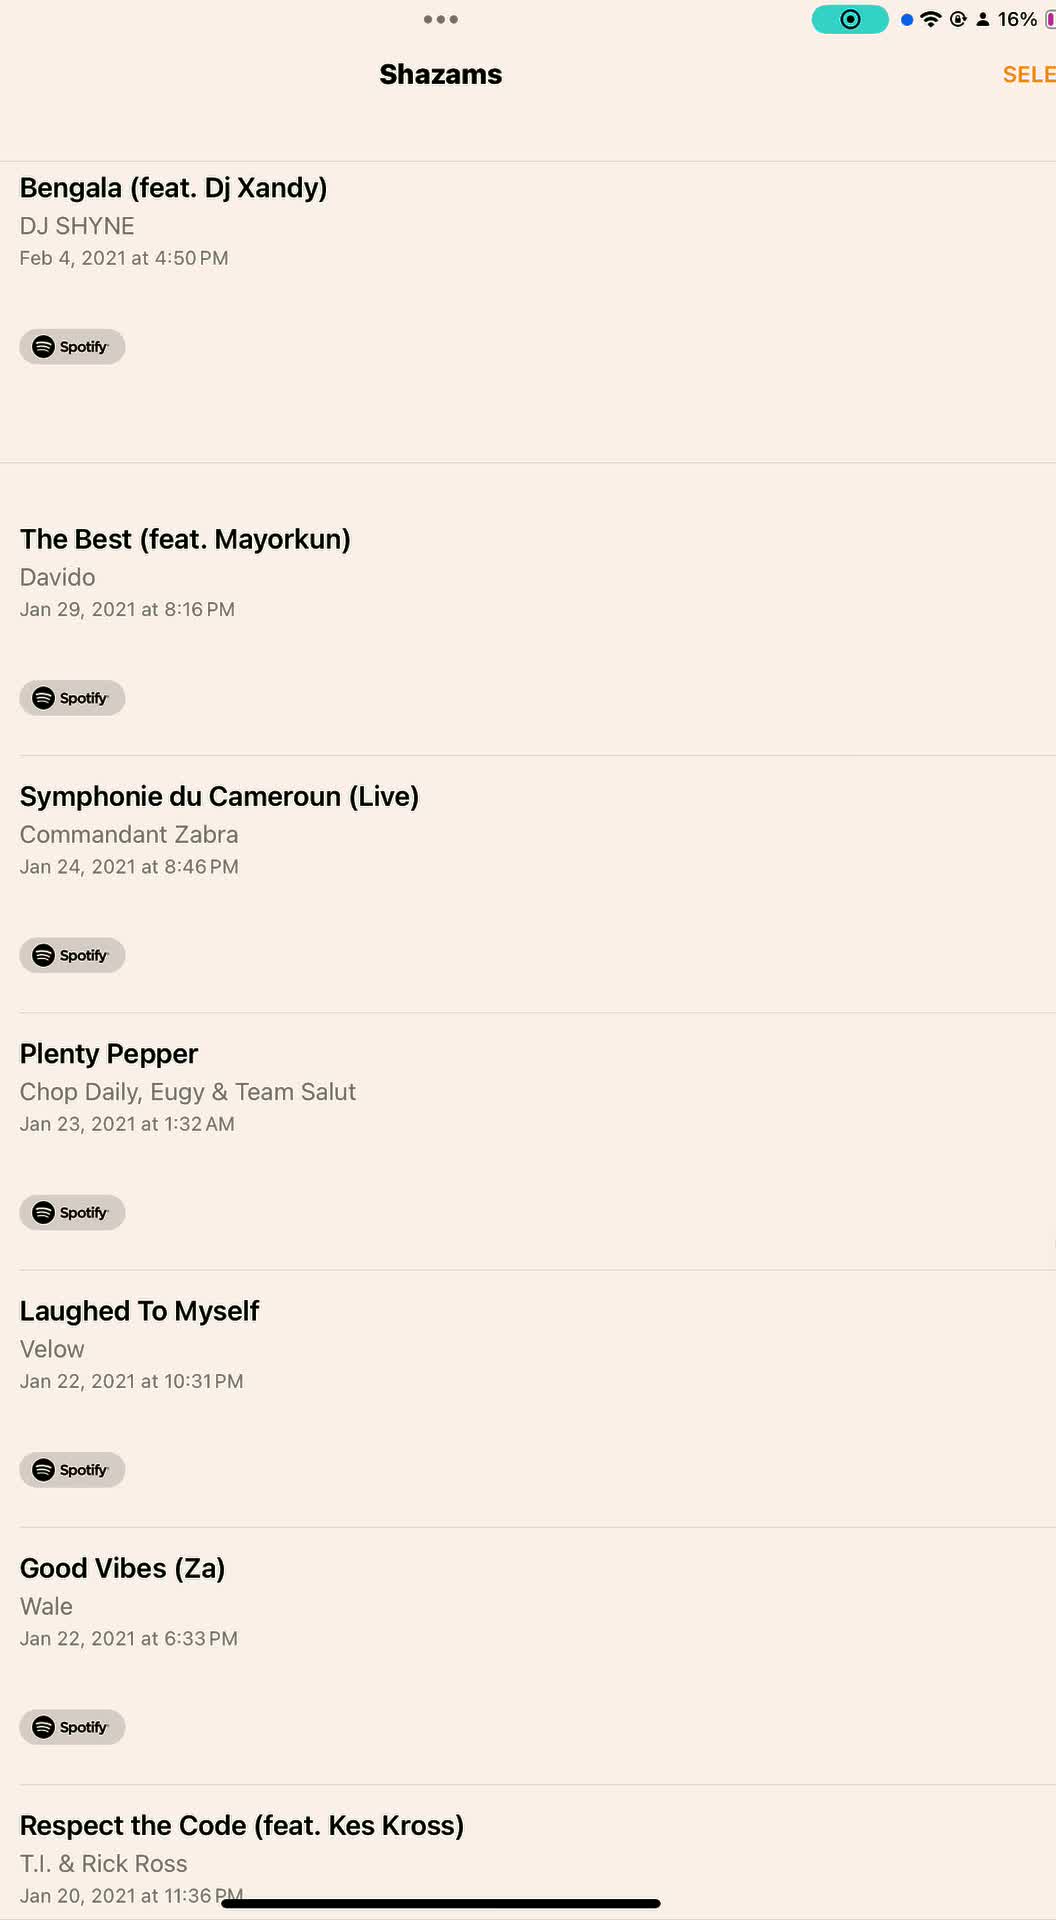 16%
Shazams
SELE
Bengala (feat. Dj Xandy)
DJ SHYNE
Feb 4, 2021 at 4:50 PM
Spotify
The Best (feat. Mayorkun)
Davido
Jan 29, 2021 at 8:16 PM
Spotify
Symphonie du Cameroun (Live)
Commandant Zabra
Jan 24, 2021 at 8:46 PM
Spotify
Plenty Pepper
Chop Daily, Eugy & Team Salut
Jan 23, 2021 at 1:32 AM
Spotify
Laughed To Myself
Velow
Jan 22, 2021 at 10:31 PM
Spotify
Good Vibes (Za)
Wale
Jan 22, 2021 at 6:33 PM
Spotify
Respect the Code (feat. Kes Kross)
T.I. & Rick Ross
Jan 20, 2021 at 11:36 PM